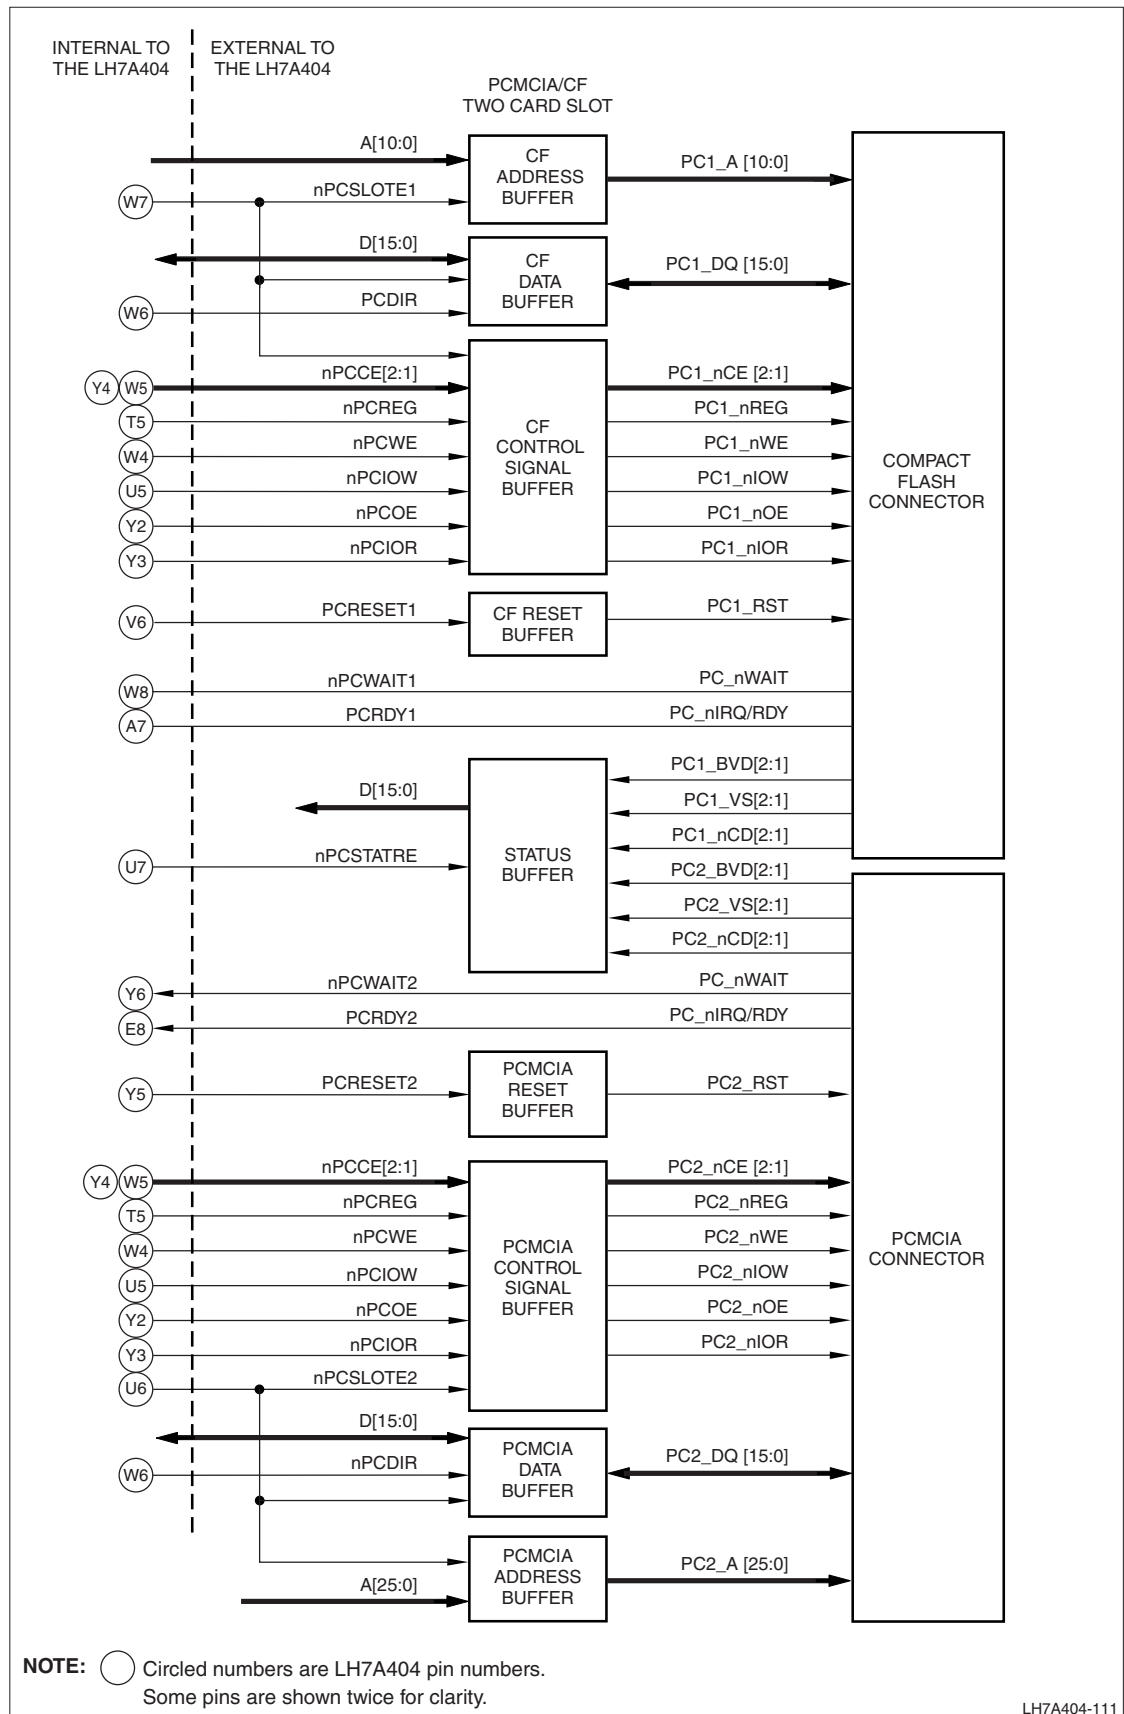 INTERNAL TO
THE LH7A404
EXTERNAL TO
THE LH7A404
PCMCIA/CF
TWO CARD SLOT
A[10:0]
CF
ADDRESS
BUFFER
PC1_A [10:0]
W7
nPCSLOTE1
D[15:0]
CF
DATA
BUFFER
PC1_DQ [15:0]
W6
PCDIR
Y4
W5
nPCCE[2:1]
PC1_nCE [2:1]
T5
nPCREG
PC1_nREG
W4
nPCWE
PC1_nWE
U5
nPCIOW
PC1_nIOW
Y2
nPCOE
PC1_nOE
Y3
nPCIOR
PC1_nIOR
CF
CONTROL
SIGNAL
BUFFER
COMPACT
FLASH
CONNECTOR
V6
PCRESET1
CF RESET
BUFFER
PC1_RST
W8
nPCWAIT1
PC_nWAIT
A7
PCRDY1
PC_nIRQ/RDY
D[15:0]
U7
nPCSTATRE
STATUS
BUFFER
PC1_BVD[2:1]
PC1_VS[2:1]
PC1_nCD[2:1]
PC2_BVD[2:1]
PC2_VS[2:1]
PC2_nCD[2:1]
Y6
nPCWAIT2
PC_nWAIT
E8
PCRDY2
PC_nIRQ/RDY
Y5
PCRESET2
PCMCIA
RESET
BUFFER
PC2_RST
Y4
W5
nPCCE[2:1]
PC2_nCE [2:1]
T5
nPCREG
PC2_nREG
W4
nPCWE
PC2_nWE
U5
nPCIOW
PC2_nIOW
Y2
nPCOE
PC2_nOE
Y3
nPCIOR
PC2_nIOR
U6
nPCSLOTE2
PCMCIA
CONTROL
SIGNAL
BUFFER
PCMCIA
CONNECTOR
D[15:0]
W6
nPCDIR
PCMCIA
DATA
BUFFER
PC2_DQ [15:0]
A[25:0]
PCMCIA
ADDRESS
BUFFER
PC2_A [25:0]
NOTE: Circled numbers are LH7A404 pin numbers.
Some pins are shown twice for clarity.
LH7A404-111